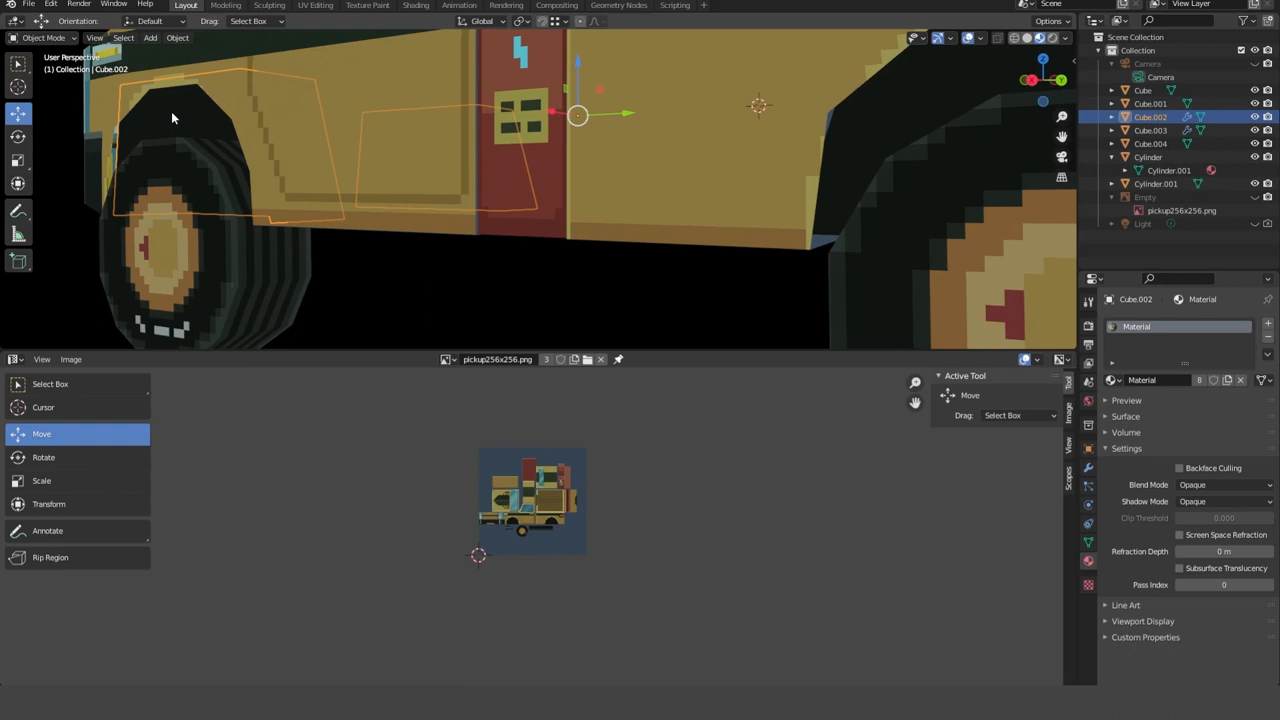 File Edit Render Window Help Layout Modeling Sculpting UV Editing Texture Paint Shading Animation Rendering Compositing Geometry Nodes Scripting + Scene View Layer
Orientation: Default Drag: Select Box Global Options
Object Mode View Select Add Object
User Perspective
(1) Collection | Cube.002
Scene Collection
Collection
Camera
Camera
Cube
Cube.001
Cube.002
Cube.003
Cube.004
Cylinder
Cylinder.001
Cylinder.001
Empty
pickup256x256.png
Light
Cube.002 Material
Material
Material 8
Preview
Surface
Volume
Settings
Backface Culling
Blend Mode Opaque
Shadow Mode Opaque
Clip Threshold 0.000
Screen Space Refraction
Refraction Depth 0 m
Subsurface Translucency
Pass Index 0
Line Art
Viewport Display
Custom Properties
View Image pickup256x256.png 3
Select Box
Cursor
Move
Rotate
Scale
Transform
Annotate
Rip Region
Active Tool
Move
Drag: Select Box
Tool
Image
View
Scopes